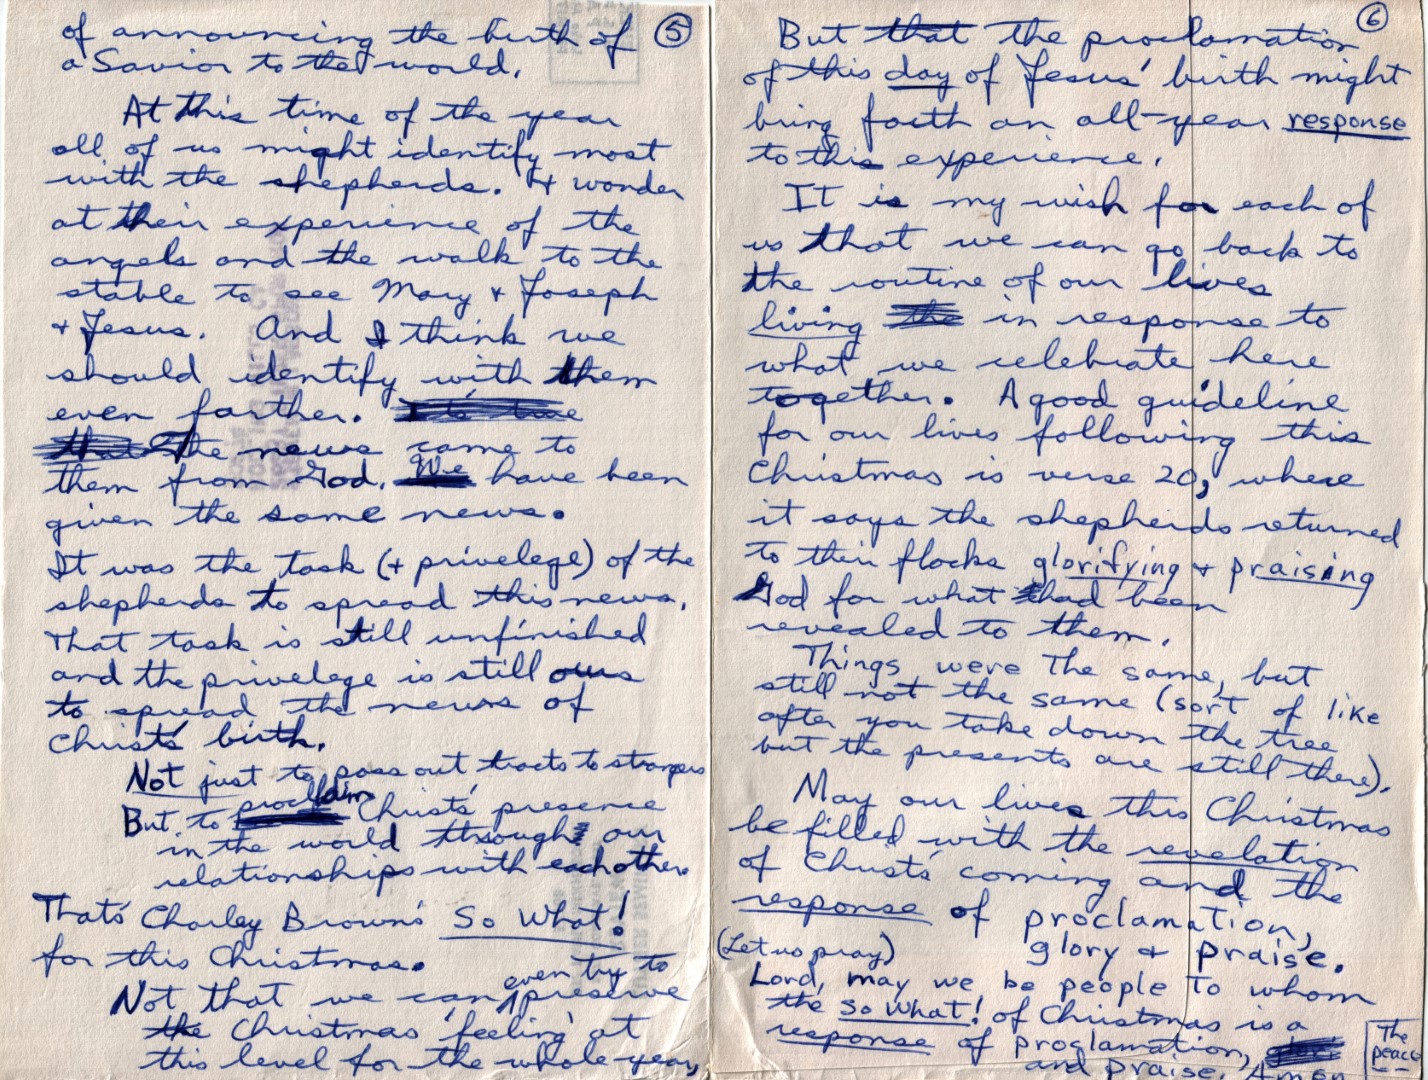 of announcing the birth of ⑤
a Savior to the world.
At this time of the year
all of us might identify most
with the shepherds. & wonder
at their experience of the
angels and the walk to the
stable to see Mary & Joseph
& Jesus. And I think we
should identify with them
even farther. It is true
that The news came to
them from God. We have been
given the same news.
It was the task (+ privelege) of the
shepherds to spread this news.
That task is still unfinished
and the privelege is still ours
to spread the news of
Christ's birth.
Not just to pass out tracts to strangers
But to proclaim Christ's presence
in the world through our
relationships with each other.
That's Charley Brown's So What!
for this Christmas.
Not that we can even try to preserve
the Christmas 'feeling' at
this level for the whole year,
⑥
But that the proclamation
of this day of Jesus' birth might
bring forth an all-year response
to this experience.
It is my wish for each of
us that we can go back to
the routine of our lives
living the in response to
what we celebrate here
together. A good guideline
for our lives following this
Christmas is verse 20, where
it says the shepherds returned
to their flocks glorifying & praising
God for what had been
revealed to them.
Things were the same, but
still not the same (sort of like
after you take down the tree
but the presents are still there).
May our lives this Christmas
be filled with the revelation
of Christ's coming and the
response of proclamation,
glory & praise.
(Let us pray)
Lord, may we be people to whom
the So What! of Christmas is a
response of proclamation,
and praise. Amen
The
peace